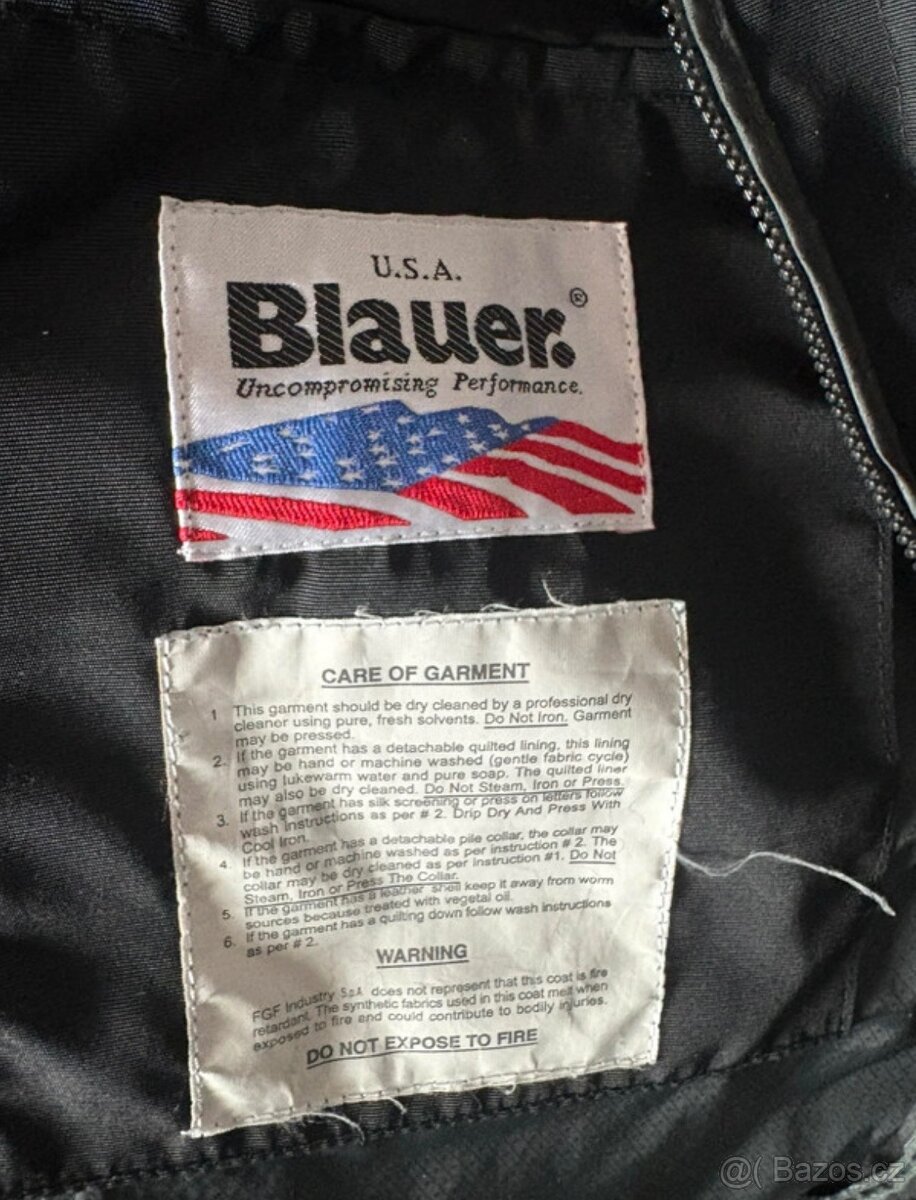 U.S.A.
Blauer.®
Uncompromising Performance.
CARE OF GARMENT
1 This garment should be dry cleaned by a professional dry
cleaner using pure, fresh solvents. Do Not Iron. Garment
may be pressed.
2. If the garment has a detachable quilted lining, this lining
may be hand or machine washed (gentle fabric cycle)
using lukewarm water and pure soap. The quilted liner
may also be dry cleaned. Do Not Steam, Iron or Press.
3. If the garment has silk screening or press on letters follow
wash instructions as per # 2. Drip Dry And Press With
Cool Iron.
4. If the garment has a detachable pile collar, the collar may
be hand or machine washed as per instruction # 2. The
collar may be dry cleaned as per instruction #1. Do Not
Steam, Iron or Press The Collar.
5. If the garment has a leather shell keep it away from worm
sources because treated with vegetal oil.
6. If the garment has a quilting down follow wash instructions
as per # 2.
WARNING
FGF Industry S.p.A. does not represent that this coat is fire
retardant. The synthetic fabrics used in this coat melt when
exposed to fire and could contribute to bodily injuries.
DO NOT EXPOSE TO FIRE
@( Bazos.cz